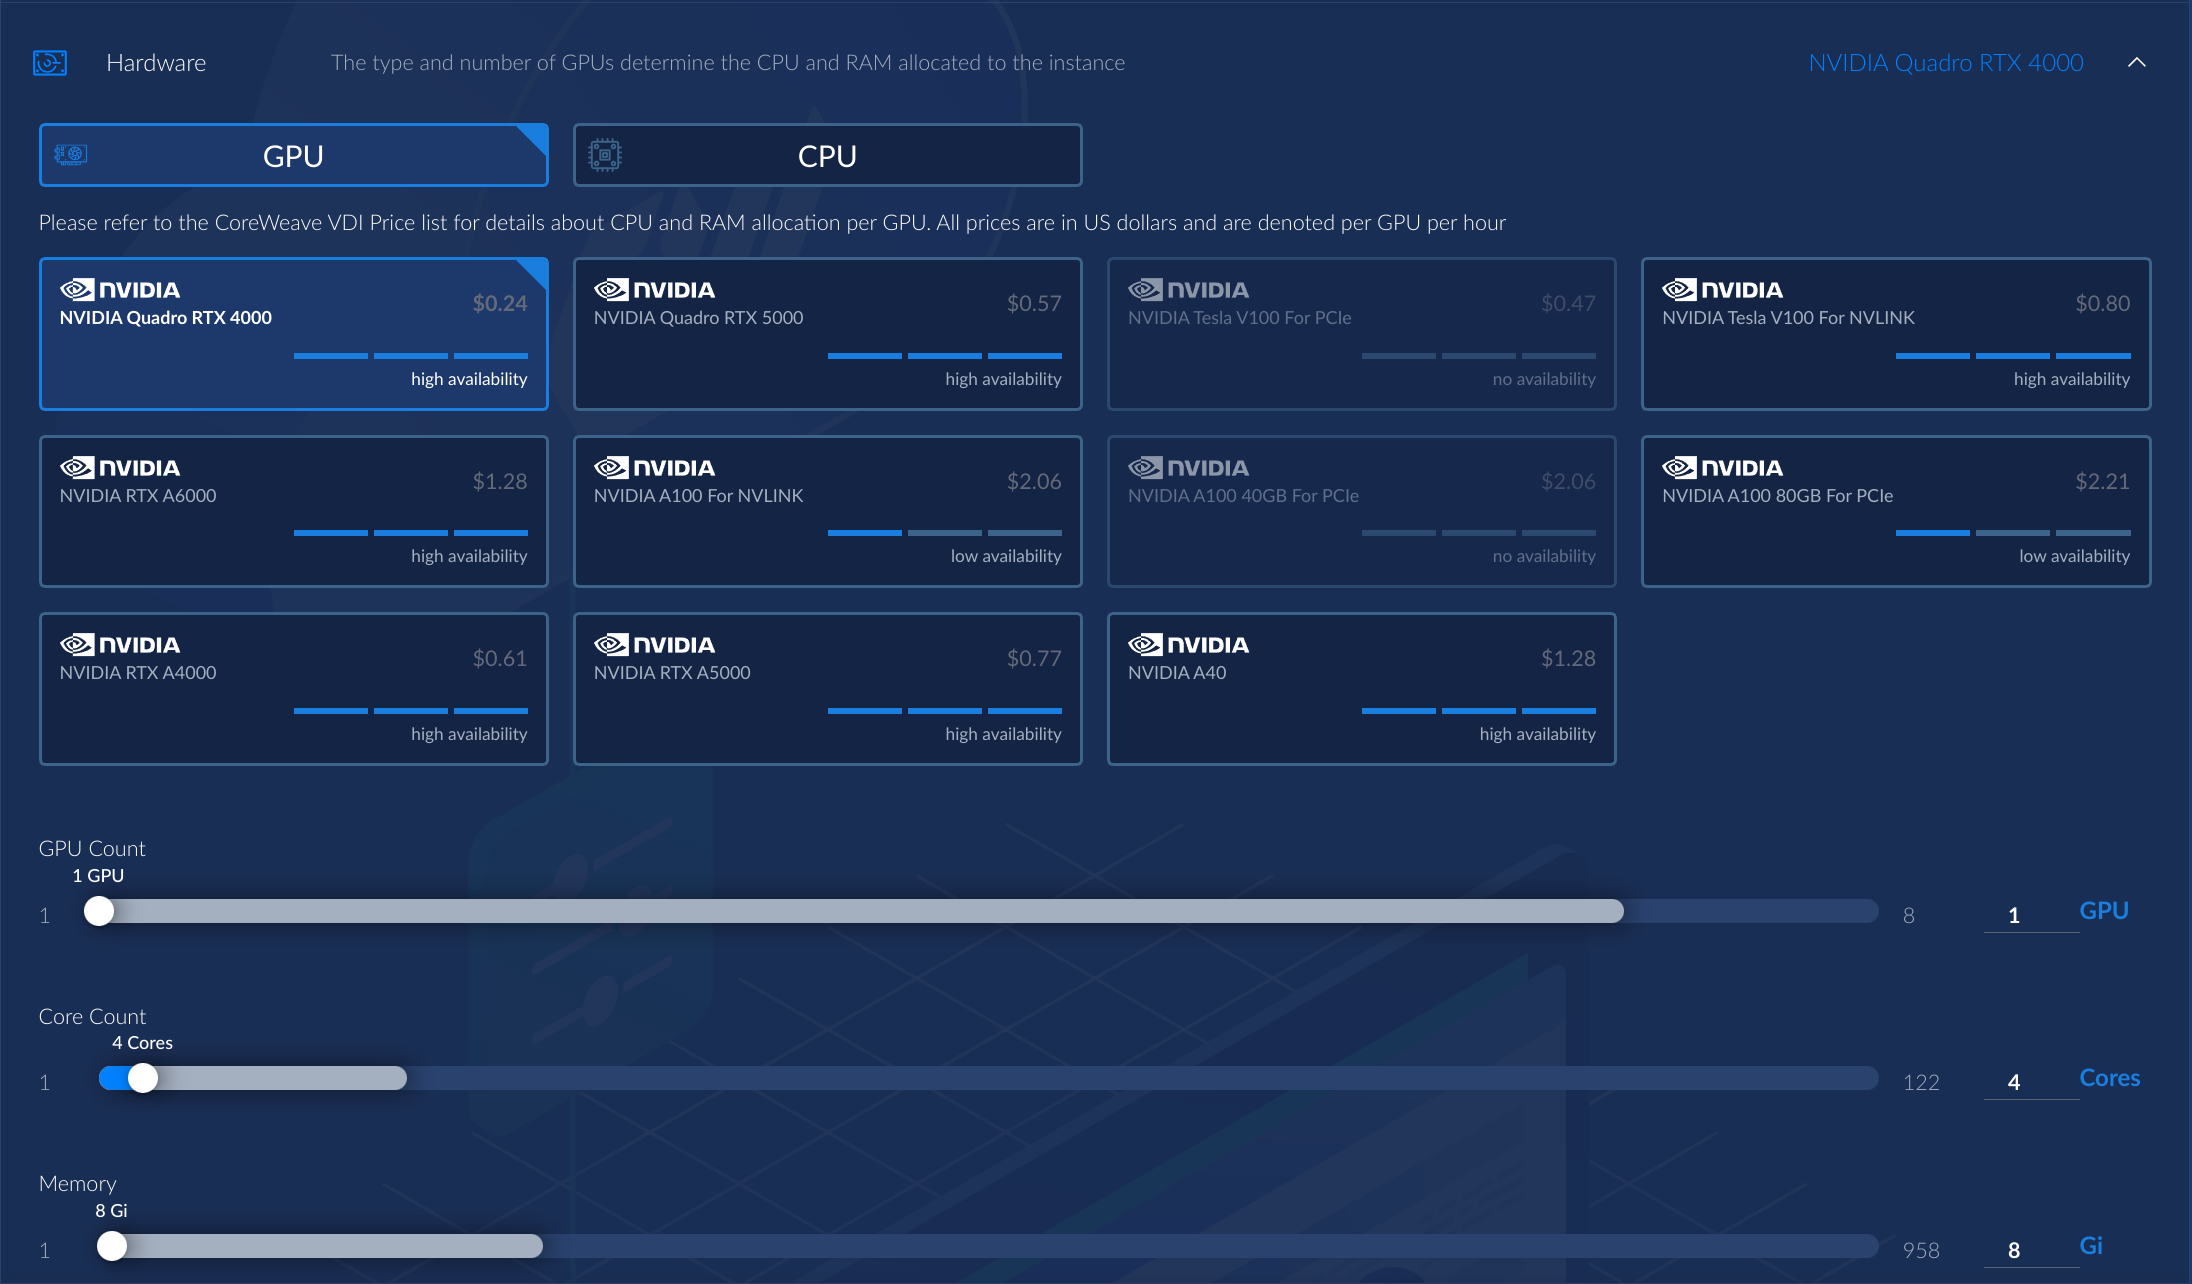 Hardware
The type and number of GPUs determine the CPU and RAM allocated to the instance
NVIDIA Quadro RTX 4000
GPU
CPU
Please refer to the CoreWeave VDI Price list for details about CPU and RAM allocation per GPU. All prices are in US dollars and are denoted per GPU per hour
NVIDIA
NVIDIA Quadro RTX 4000
$0.24
high availability
NVIDIA
NVIDIA Quadro RTX 5000
$0.57
high availability
NVIDIA
NVIDIA Tesla V100 For PCIe
$0.47
no availability
NVIDIA
NVIDIA Tesla V100 For NVLINK
$0.80
high availability
NVIDIA
NVIDIA RTX A6000
$1.28
high availability
NVIDIA
NVIDIA A100 For NVLINK
$2.06
low availability
NVIDIA
NVIDIA A100 40GB For PCIe
$2.06
no availability
NVIDIA
NVIDIA A100 80GB For PCIe
$2.21
low availability
NVIDIA
NVIDIA RTX A4000
$0.61
high availability
NVIDIA
NVIDIA RTX A5000
$0.77
high availability
NVIDIA
NVIDIA A40
$1.28
high availability
GPU Count
1 GPU
1
8
1 GPU
Core Count
4 Cores
1
122
4 Cores
Memory
8 Gi
1
958
8 Gi